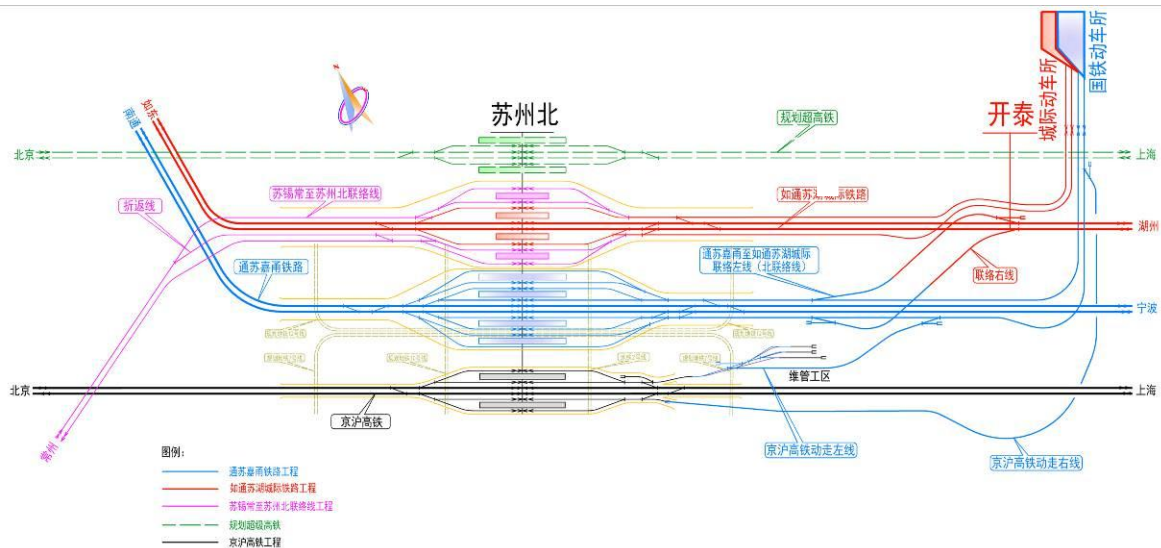 国铁动车所
城际动车所
如东
南通
苏州北
开泰
规划超高铁
北京
上海
苏锡常至苏州北联络线
折返线
湖州
通苏嘉甬铁路
通苏嘉甬至如通苏湖城际
联络左线（北联络线）
联络右线
宁波
维管工区
北京
上海
京沪高铁
京沪高铁动走左线
京沪高铁动走右线
常州
图例：
通苏嘉甬铁路工程
如通苏湖城际铁路工程
苏锡常至苏州北联络线工程
规划超级高铁
京沪高铁工程